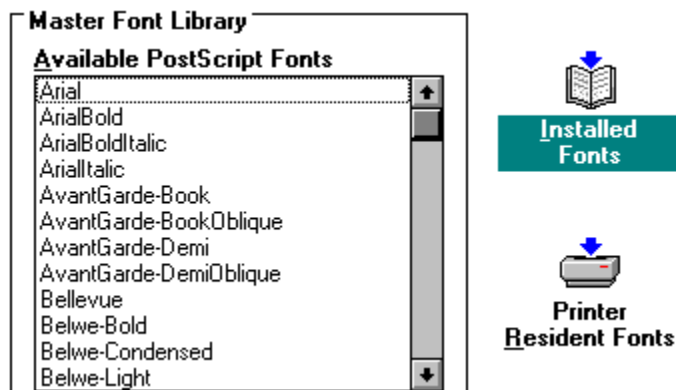 Master Font Library
Available PostScript Fonts
Arial
ArialBold
ArialBoldItalic
ArialItalic
AvantGarde-Book
AvantGarde-BookOblique
AvantGarde-Demi
AvantGarde-DemiOblique
Bellevue
Belwe-Bold
Belwe-Condensed
Belwe-Light
Installed
Fonts
Printer
Resident Fonts